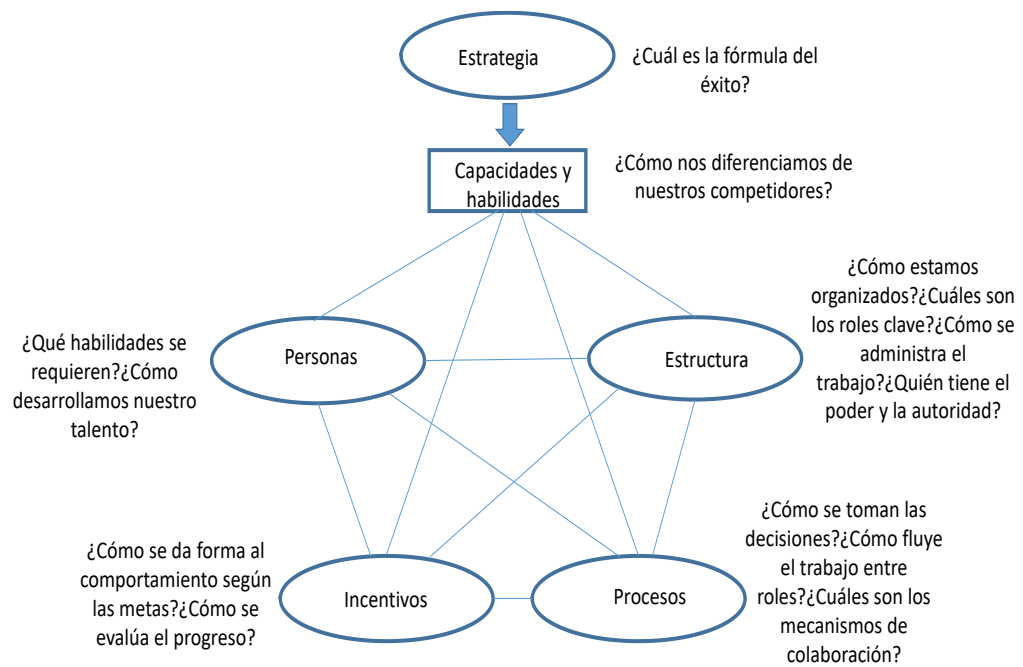 Estrategia
¿Cuál es la fórmula del
éxito?
Capacidades y
habilidades
¿Cómo nos diferenciamos de
nuestros competidores?
¿Qué habilidades se
requieren?¿Cómo
desarrollamos nuestro
talento?
Personas
Estructura
¿Cómo estamos
organizados?¿Cuáles son
los roles clave?¿Cómo se
administra el
trabajo?¿Quién tiene el
poder y la autoridad?
¿Cómo se da forma al
comportamiento según
las metas?¿Cómo se
evalúa el progreso?
Incentivos
Procesos
¿Cómo se toman las
decisiones?¿Cómo fluye
el trabajo entre
roles?¿Cuáles son los
mecanismos de
colaboración?